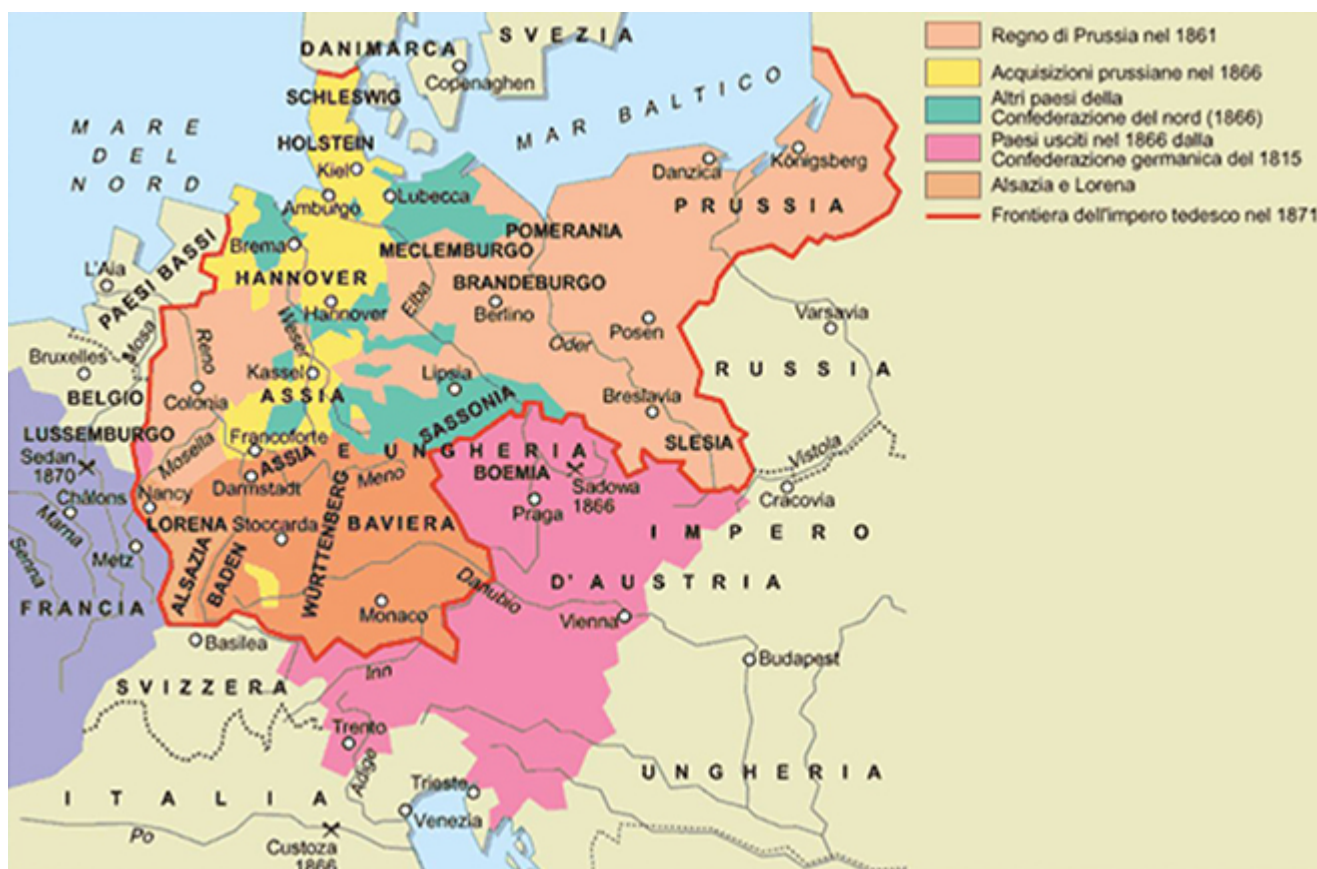 Regno di Prussia nel 1861
Acquisizioni prussiane nel 1866
Altri paesi della
Confederazione del nord (1866)
Paesi usciti nel 1866 dalla
Confederazione germanica del 1815
Alsazia e Lorena
Frontiera dell'impero tedesco nel 1871
SVEZIA
DANIMARCA
Copenaghen
SCHLESWIG
MAR BALTICO
MARE
DEL
NORD
HOLSTEIN
Kiel
Danzica
Königsberg
Amburgo
Lubecca
PRUSSIA
POMERANIA
Brema
MECLEMBURGO
PAESI BASSI
L'Aia
HANNOVER
BRANDEBURGO
Hannover
Elba
Berlino
Varsavia
Posen
Mosa
Reno
Weser
Oder
Bruxelles
Kassel
Lipsia
RUSSIA
BELGIO
Colonia
ASSIA
Breslavia
SASSONIA
LUSSEMBURGO
Francoforte
SLESIA
Sedan
1870
Mosella
ASSIA
E UNGHERIA
Vistola
Meno
BOEMIA
Sadowa
1866
Darmstadt
Cracovia
Châlons
Nancy
Praga
LORENA
Stoccarda
WÜRTTENBERG
BAVIERA
IMPERO
Marna
Metz
Senna
ALSAZIA
BADEN
Danubio
D'AUSTRIA
FRANCIA
Monaco
Vienna
Basilea
Budapest
Inn
SVIZZERA
Trento
Adige
UNGHERIA
Trieste
ITALIA
Venezia
Po
Custoza
1866